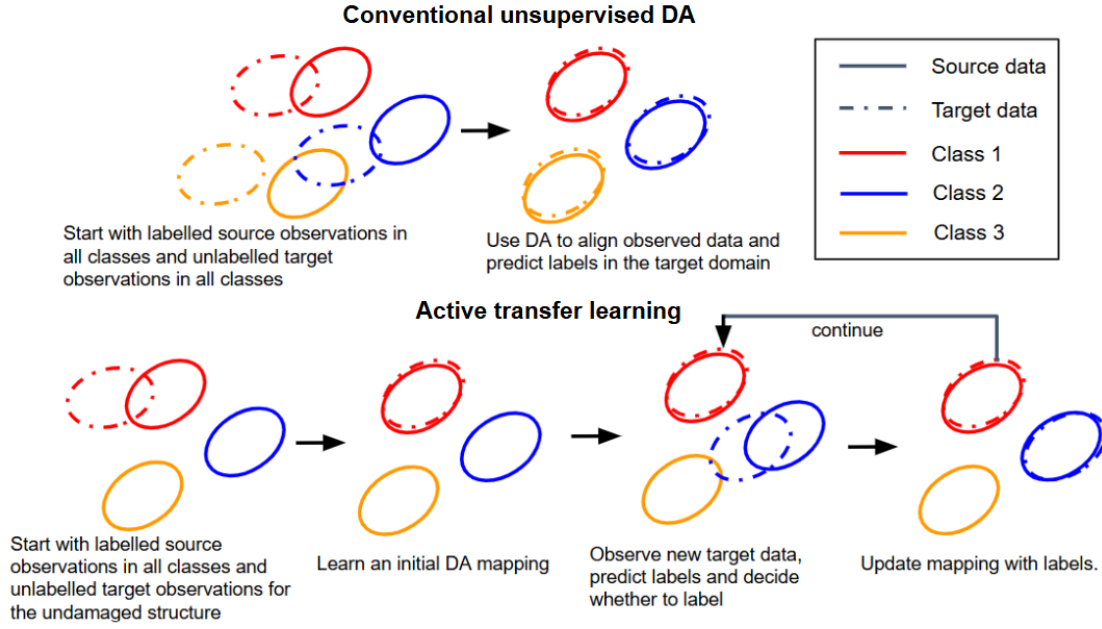 Conventional unsupervised DA
Source data
Target data
Class 1
Class 2
Class 3
Start with labelled source observations in
all classes and unlabelled target
observations in all classes
Use DA to align observed data and
predict labels in the target domain
Active transfer learning
continue
Start with labelled source
observations in all classes and
unlabelled target observations for
the undamaged structure
Learn an initial DA mapping
Observe new target data,
predict labels and decide
whether to label
Update mapping with labels.